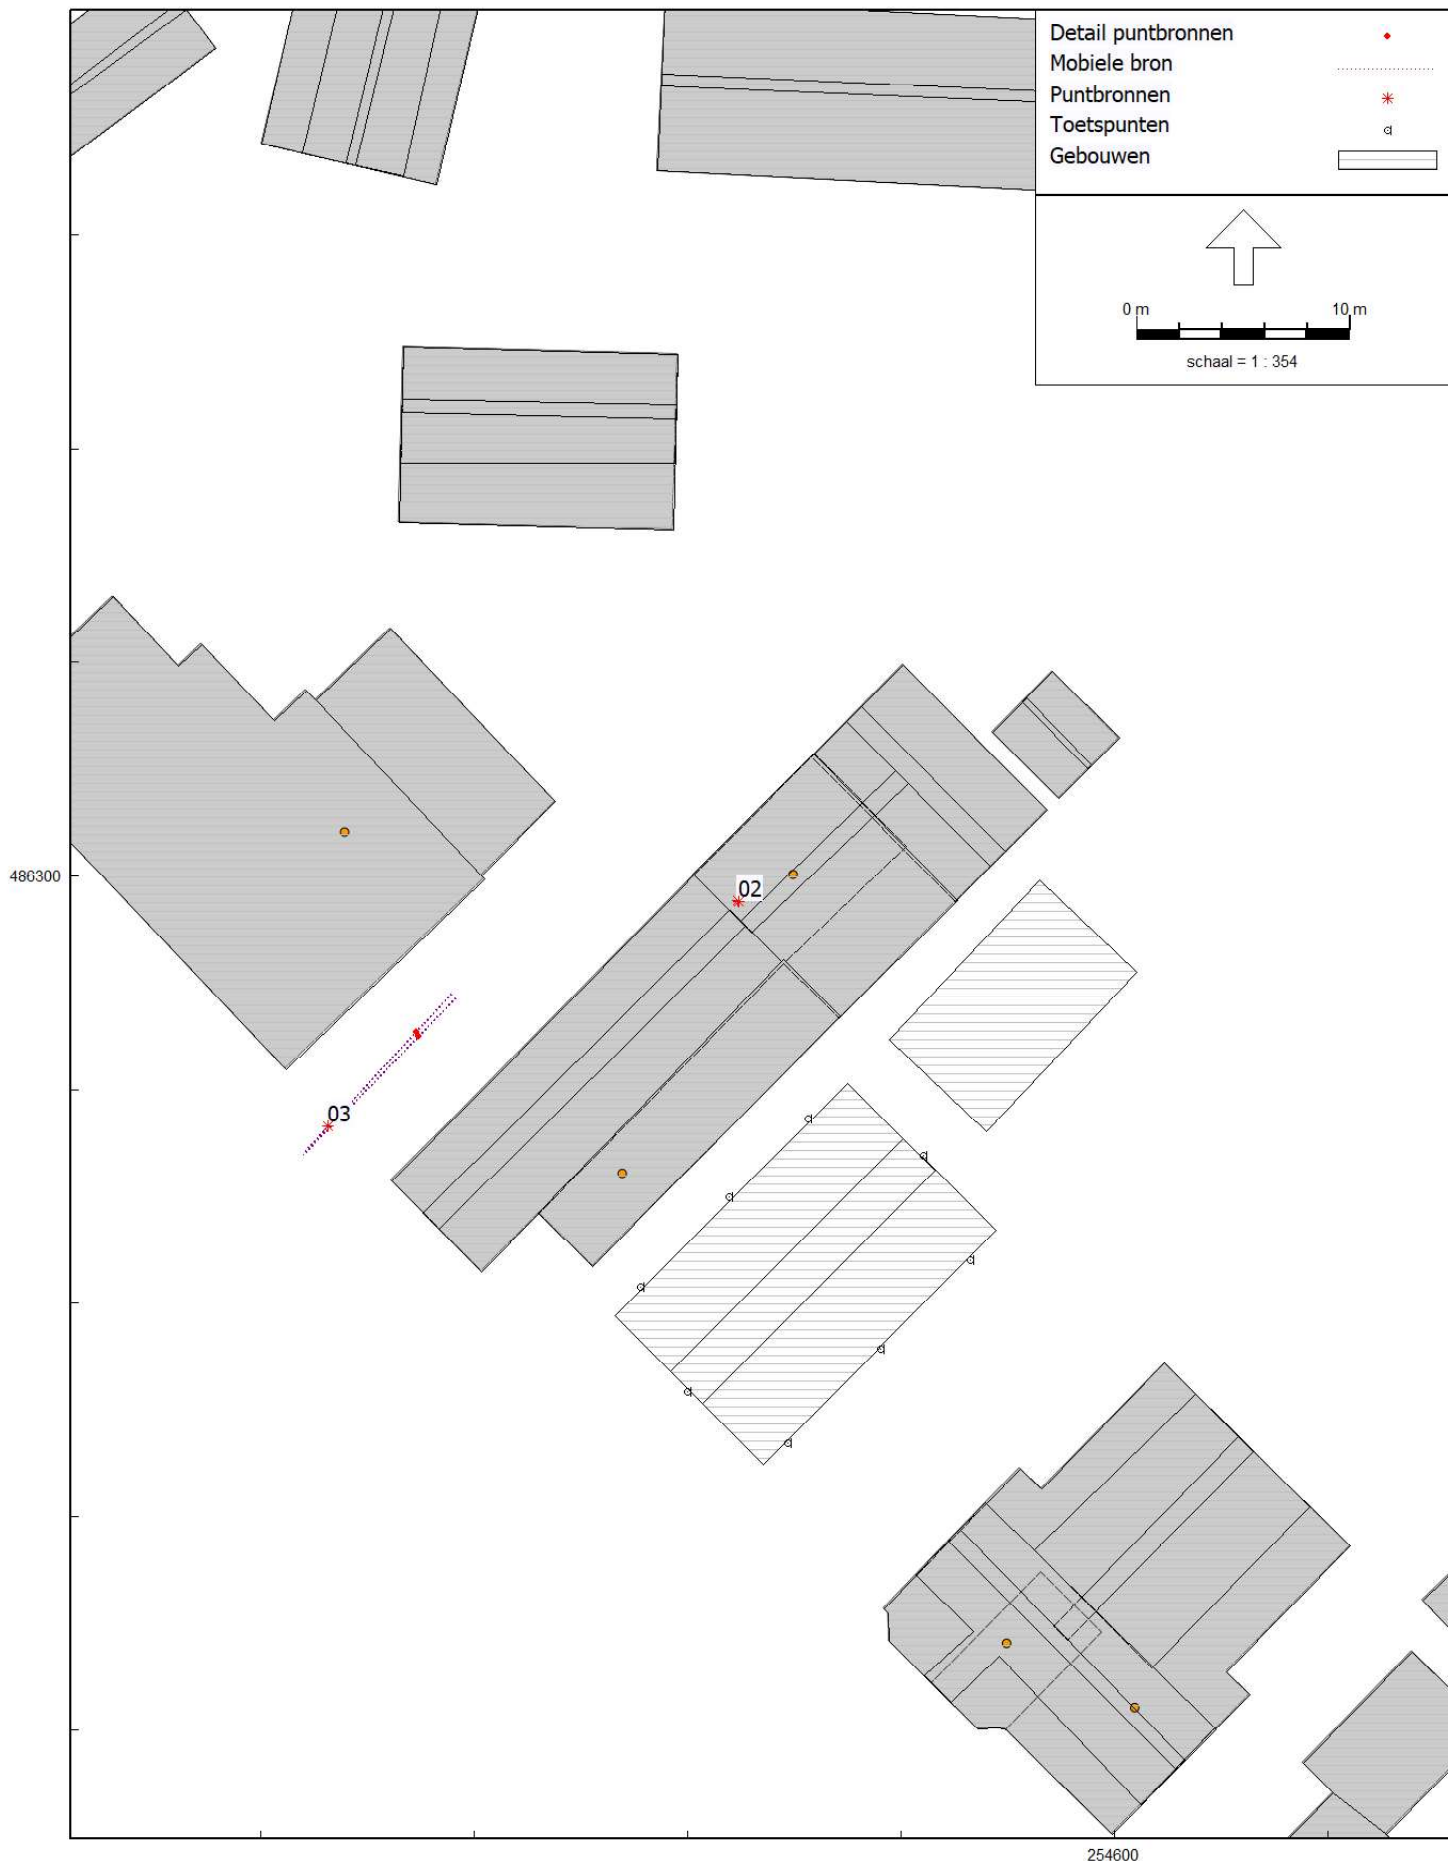 Detail puntbronnen
Mobiele bron
Puntbronnen
Toetspunten
Gebouwen
0 m 10 m
schaal = 1 : 354
486300
02
03
254600